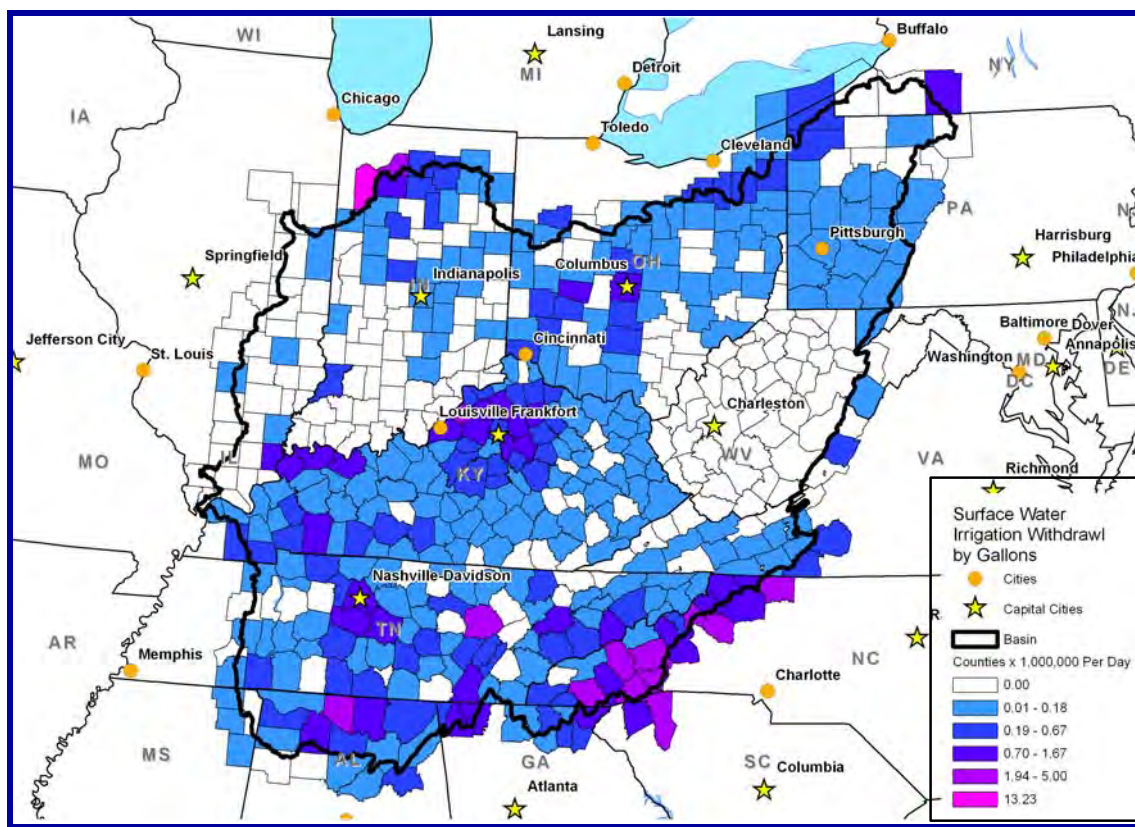 Buffalo
Lansing
WI
MI
NY
Detroit
Chicago
IA
Toledo
Cleveland
PA
N
Pittsburgh
Harrisburg
Springfield
Columbus
OH
Philadelphia
Indianapolis
IN
NJ
Jefferson City
St. Louis
Cincinnati
Baltimore
Dover
Annapolis
Washington
MD
DC
DE
Louisville
Frankfort
Charleston
MO
IL
KY
WV
VA
Richmond
Nashville-Davidson
TN
AR
Memphis
NC
R
Charlotte
MS
AL
GA
SC
Columbia
Atlanta
Surface Water
Irrigation Withdrawl
by Gallons
Cities
Capital Cities
Basin
Counties x 1,000,000 Per Day
0.00
0.01 - 0.18
0.19 - 0.67
0.70 - 1.67
1.94 - 5.00
13.23